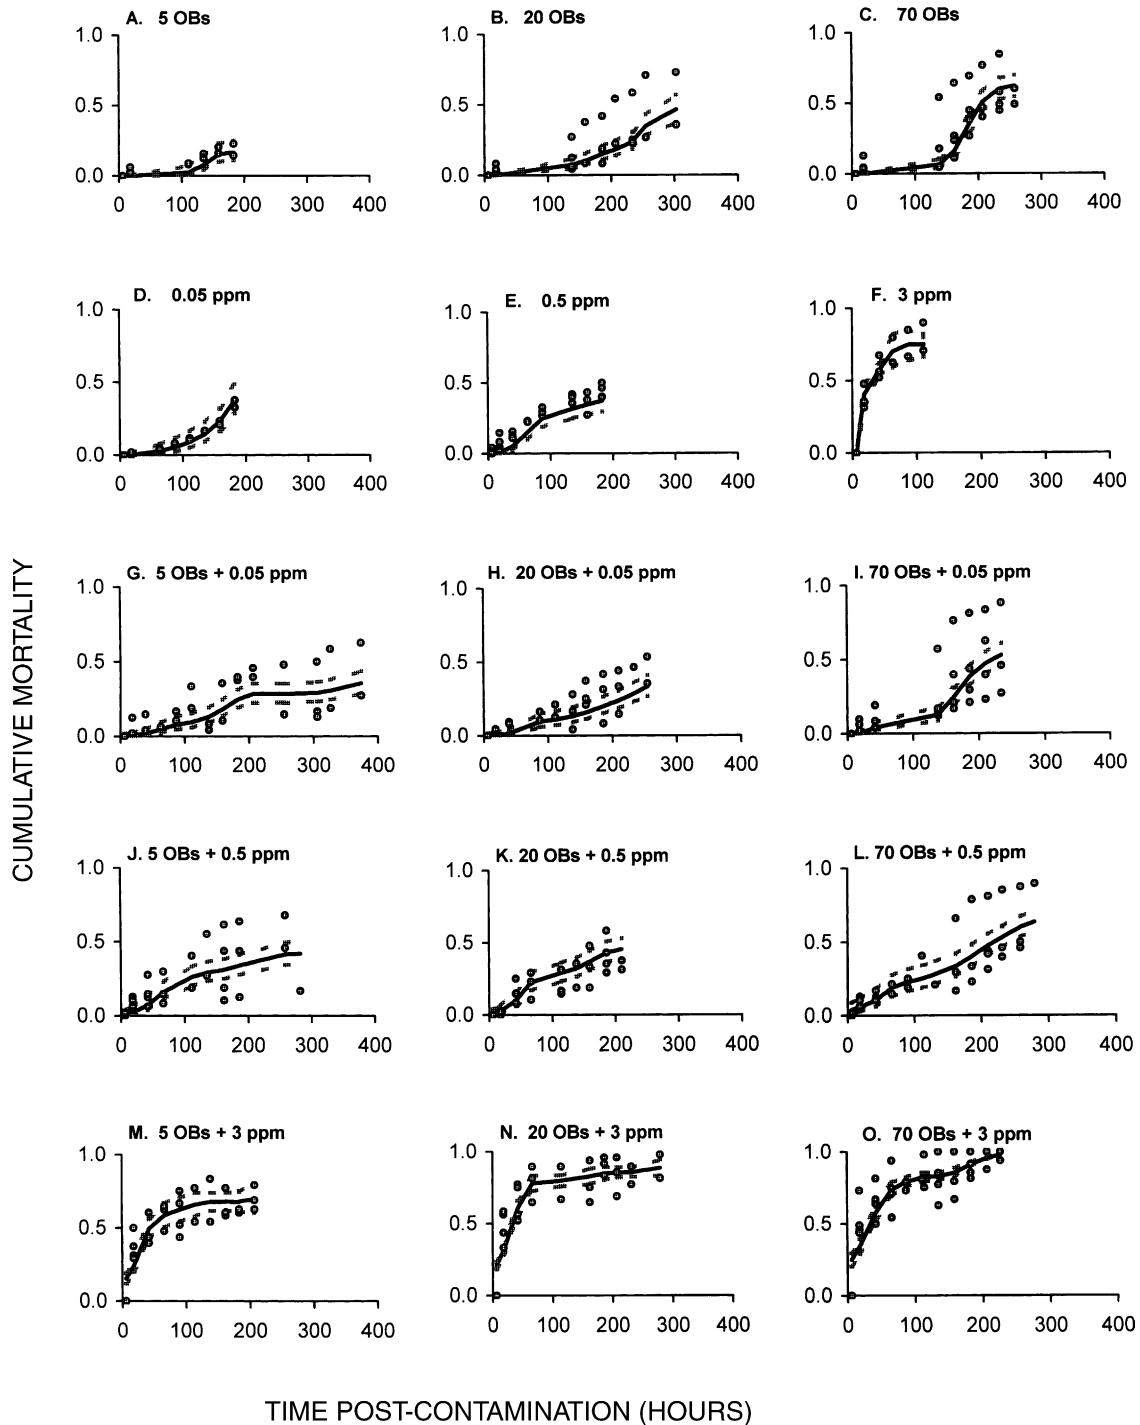 A. 5 OBs
B. 20 OBs
C. 70 OBs
1.0
1.0
1.0
0.5
0.5
0.5
0.0
0.0
0.0
0 100 200 300 400
0 100 200 300 400
0 100 200 300 400
D. 0.05 ppm
E. 0.5 ppm
F. 3 ppm
1.0
1.0
1.0
0.5
0.5
0.5
0.0
0.0
0.0
0 100 200 300 400
0 100 200 300 400
0 100 200 300 400
CUMULATIVE MORTALITY
G. 5 OBs + 0.05 ppm
H. 20 OBs + 0.05 ppm
I. 70 OBs + 0.05 ppm
1.0
1.0
1.0
0.5
0.5
0.5
0.0
0.0
0.0
0 100 200 300 400
0 100 200 300 400
0 100 200 300 400
J. 5 OBs + 0.5 ppm
K. 20 OBs + 0.5 ppm
L. 70 OBs + 0.5 ppm
1.0
1.0
1.0
0.5
0.5
0.5
0.0
0.0
0.0
0 100 200 300 400
0 100 200 300 400
0 100 200 300 400
M. 5 OBs + 3 ppm
N. 20 OBs + 3 ppm
O. 70 OBs + 3 ppm
1.0
1.0
1.0
0.5
0.5
0.5
0.0
0.0
0.0
0 100 200 300 400
0 100 200 300 400
0 100 200 300 400
TIME POST-CONTAMINATION (HOURS)